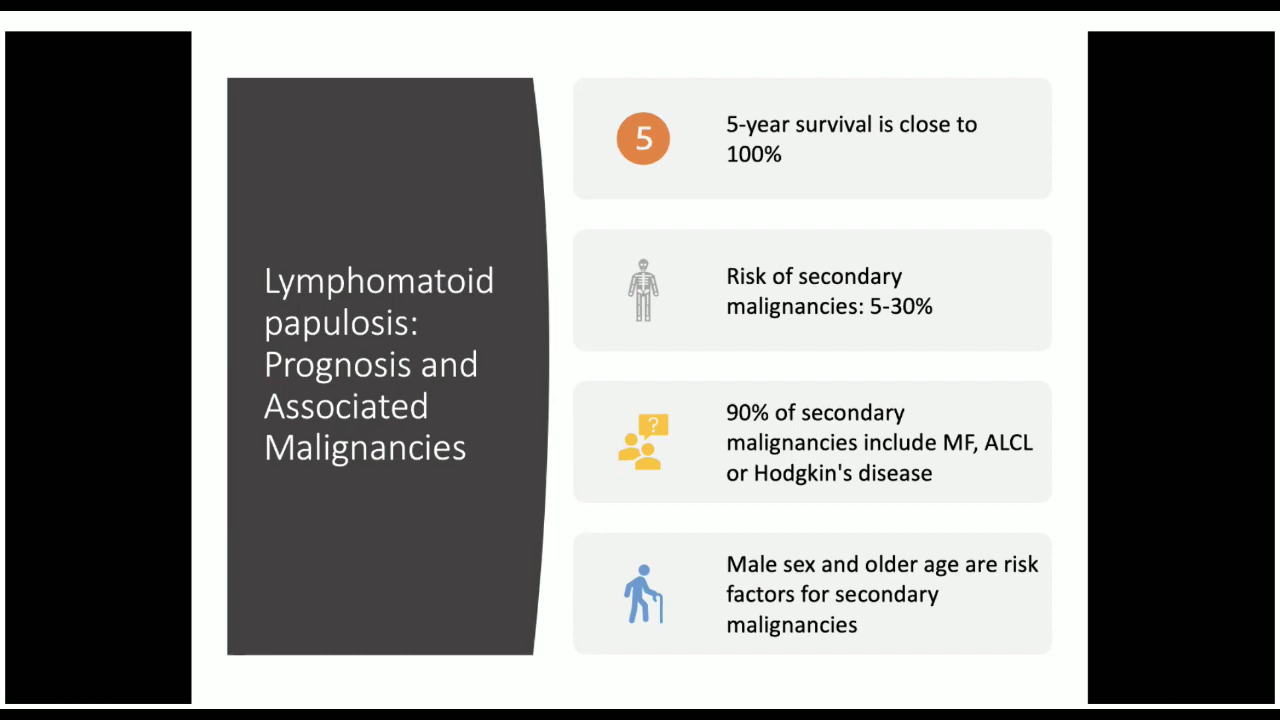 Lymphomatoid
papulosis:
Prognosis and
Associated
Malignancies
5
5-year survival is close to
100%
Risk of secondary
malignancies: 5-30%
?
90% of secondary
malignancies include MF, ALCL
or Hodgkin's disease
Male sex and older age are risk
factors for secondary
malignancies